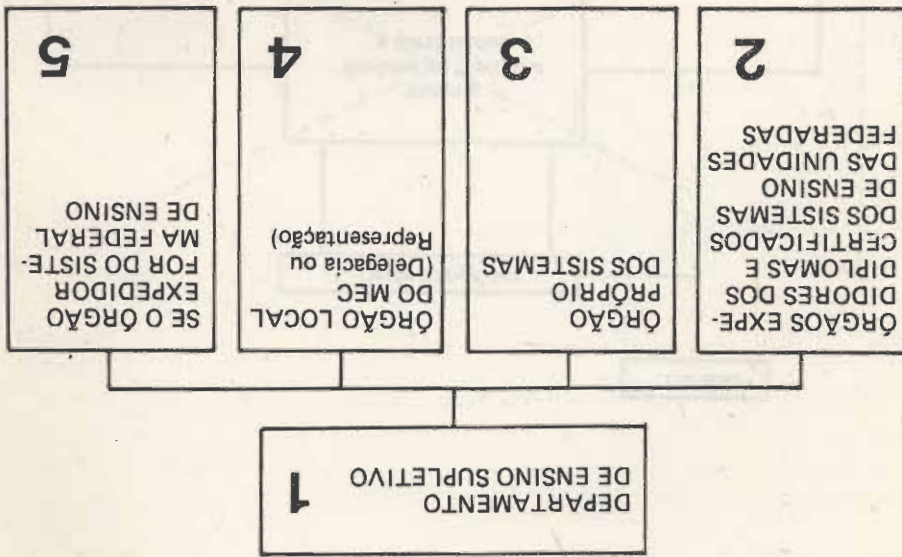 DEPARTAMENTO
DE ENSINO SUPLETIVO
1
ÓRGÃOS EXPE-
DIDORES DOS
DIPLOMAS E
CERTIFICADOS
DOS SISTEMAS
DE ENSINO
DAS UNIDADES
FEDERADAS
2
ÓRGÃO
PRÓPRIO
DOS SISTEMAS
3
ÓRGÃO LOCAL
DO MEC
(Delegacia ou
Representação)
4
SE O ÓRGÃO
EXPEDIDOR
FOR DO SISTE-
MA FEDERAL
DE ENSINO
5